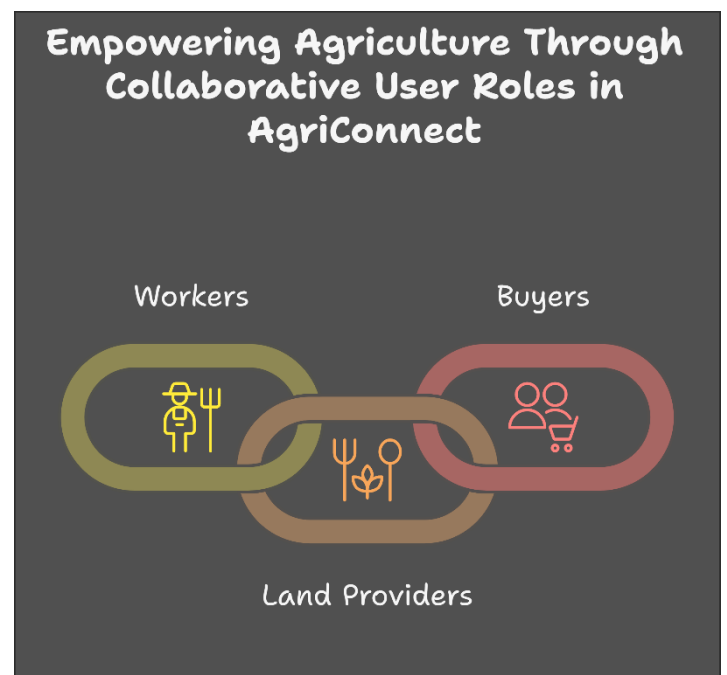 Empowering Agriculture Through
Collaborative User Roles in
AgriConnect
Workers
Buyers
Land Providers